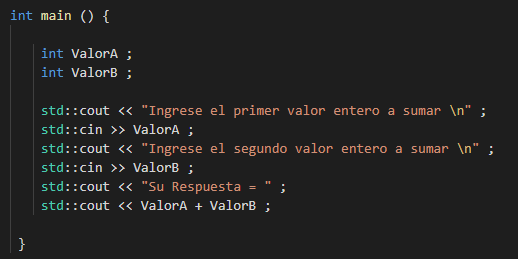 int main () {
int ValorA ;
int ValorB ;
std::cout << "Ingrese el primer valor entero a sumar \n" ;
std::cin >> ValorA ;
std::cout << "Ingrese el segundo valor entero a sumar \n" ;
std::cin >> ValorB ;
std::cout << "Su Respuesta = " ;
std::cout << ValorA + ValorB ;
}